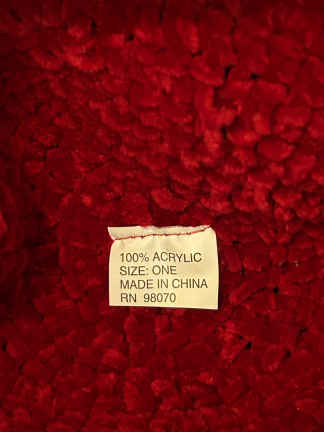 100% ACRYLIC
SIZE: ONE
MADE IN CHINA
RN 98070